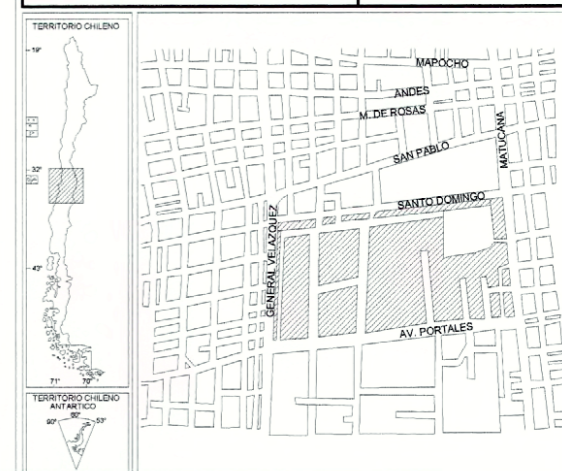 TERRITORIO CHILENO
19°
32°
43°
71° 70°
TERRITORIO CHILENO
ANTARTICO
90° 60° 53°
MAPOCHO
ANDES
M. DE ROSAS
SAN PABLO
MATUCANA
SANTO DOMINGO
GENERAL VELAZQUEZ
AV. PORTALES